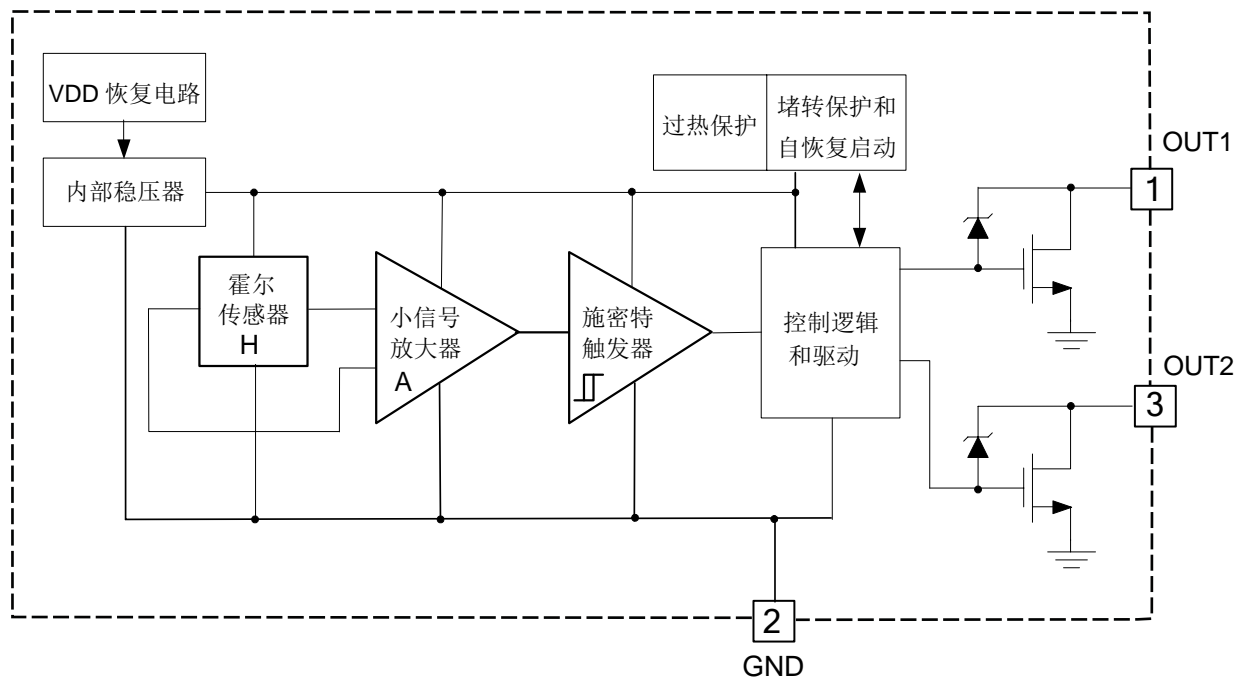 VDD 恢复电路
内部稳压器
过热保护
堵转保护和
自恢复启动
OUT1
1
霍尔
传感器
H
小信号
放大器
A
施密特
触发器
控制逻辑
和驱动
OUT2
3
2
GND